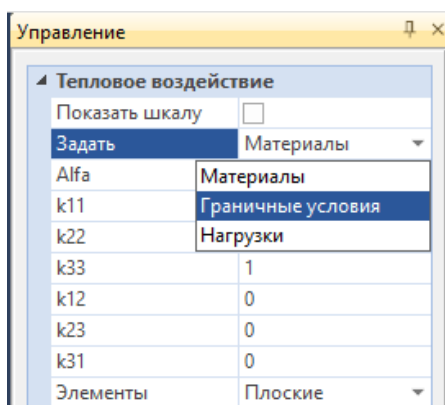 Управление
Тепловое воздействие
Показать шкалу
Задать Материалы
Alfa Материалы
k11 Граничные условия
k22 Нагрузки
k33 1
k12 0
k23 0
k31 0
Элементы Плоские